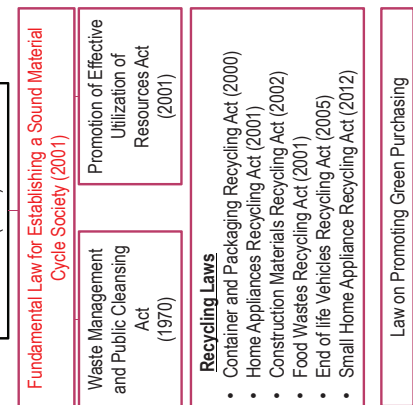 Fundamental Law for Establishing a Sound Material
Cycle Society (2001)
Waste Management
and Public Cleansing
Act
(1970)
Promotion of Effective
Utilization of
Resources Act
(2001)
Recycling Laws
• Container and Packaging Recycling Act (2000)
• Home Appliances Recycling Act (2001)
• Construction Materials Recycling Act (2002)
• Food Wastes Recycling Act (2001)
• End of life Vehicles Recycling Act (2005)
• Small Home Appliance Recycling Act (2012)
Law on Promoting Green Purchasing